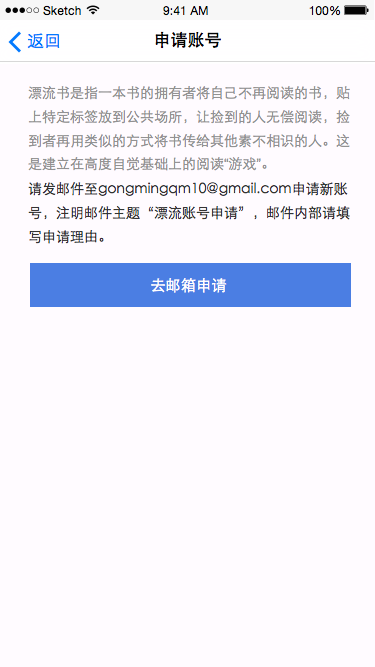 Sketch 9:41 AM 100%
返回 申请账号
漂流书是指一本书的拥有者将自己不再阅读的书，贴
上特定标签放到公共场所，让捡到的人无偿阅读，捡
到者再用类似的方式将书传给其他素不相识的人。这
是建立在高度自觉基础上的阅读“游戏”。
请发邮件至gongmingqm10@gmail.com申请新账
号，注明邮件主题“漂流账号申请”，邮件内部请填
写申请理由。
去邮箱申请